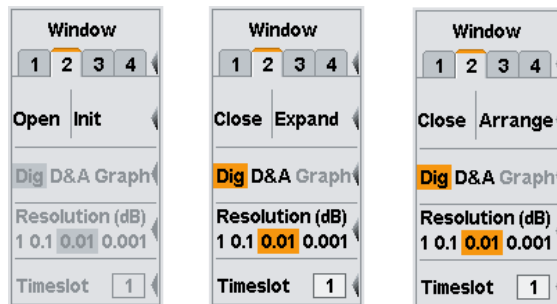 Window
1 2 3 4
Open Init
Dig D&A Graph
Resolution (dB)
1 0.1 0.01 0.001
Timeslot 1
Window
1 2 3 4
Close Expand
Dig D&A Graph
Resolution (dB)
1 0.1 0.01 0.001
Timeslot 1
Window
1 2 3 4
Close Arrange
Dig D&A Graph
Resolution (dB)
1 0.1 0.01 0.001
Timeslot 1